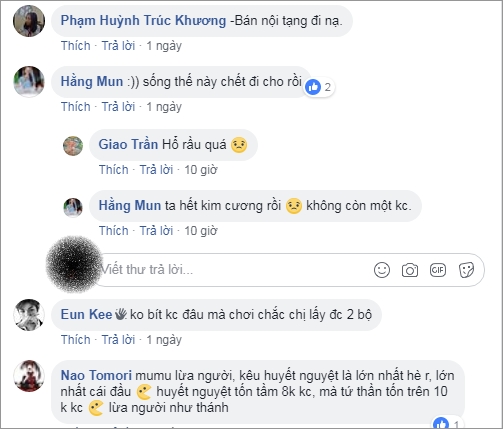 Phạm Huỳnh Trúc Khương -Bán nội tạng đi nạ.
Thích · Trả lời · 1 ngày
Hằng Mun :)) sống thế này chết đi cho rồi
2
Thích · Trả lời · 1 ngày
Giao Trần Hổ rầu quá 😒
Thích · Trả lời · 10 giờ
Hằng Mun ta hết kim cương rồi 😒 không còn một kc.
Thích · Trả lời · 10 giờ
Viết thư trả lời...
GIF
Eun Kee ko bít kc đâu mà chơi chắc chị lấy đc 2 bộ
Thích · Trả lời · 1 ngày
Nao Tomori mumu lừa người, kêu huyết nguyệt là lớn nhất hè r, lớn
nhất cái đầu huyết nguyệt tốn tầm 8k kc, mà tứ thần tốn trên 10
k kc lừa người như thánh
1